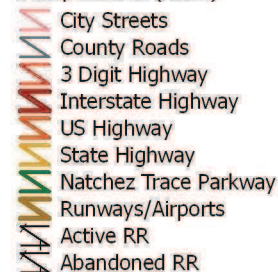 City Streets
County Roads
3 Digit Highway
Interstate Highway
US Highway
State Highway
Natchez Trace Parkway
Runways/Airports
Active RR
Abandoned RR